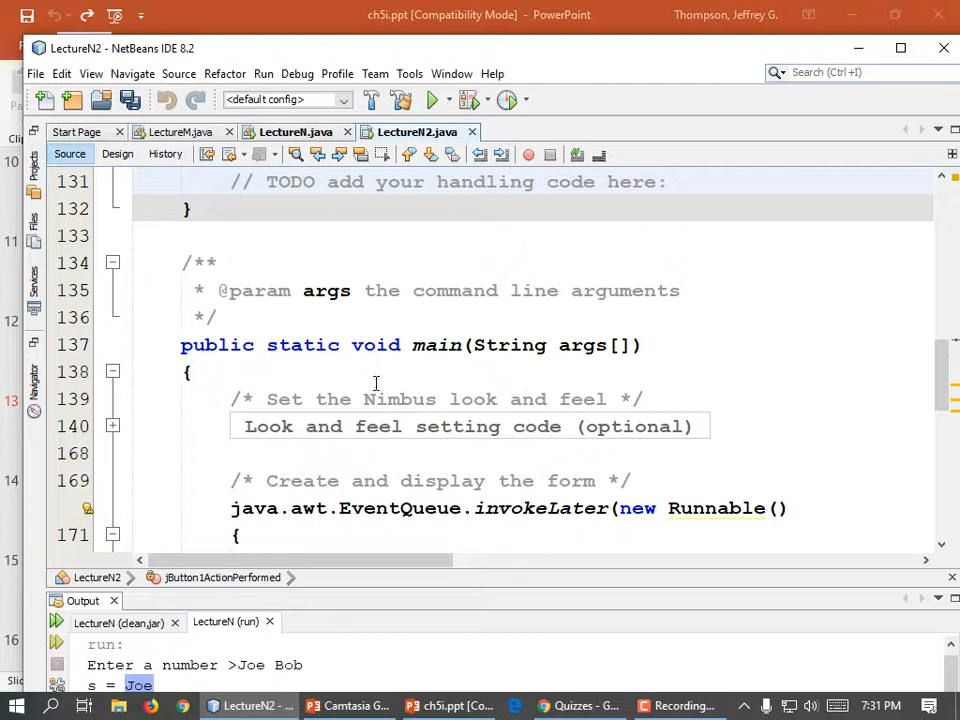 ch5i.ppt [Compatibility Mode] - PowerPoint
Thompson, Jeffrey G.
LectureN2 - NetBeans IDE 8.2
File Edit View Navigate Source Refactor Run Debug Profile Team Tools Window Help
Search (Ctrl+I)
<default config>
Start Page LectureM.java LectureN.java LectureN2.java
Source Design History
131 // TODO add your handling code here:
132 }
133
134 /**
135 * @param args the command line arguments
136 */
137 public static void main(String args[])
138 {
139 /* Set the Nimbus look and feel */
140 Look and feel setting code (optional)
168
169 /* Create and display the form */
java.awt.EventQueue.invokeLater(new Runnable()
171 {
LectureN2 jButton1ActionPerformed
Output
LectureN (clean,jar) LectureN (run)
run:
Enter a number >Joe Bob
s = Joe
Projects
Files
Services
Navigator
Clip
10
11
12
13
14
15
16
Slid
LectureN2 - ... Camtasia G... ch5i.ppt [Co... Quizzes - G... Recording...
7:31 PM